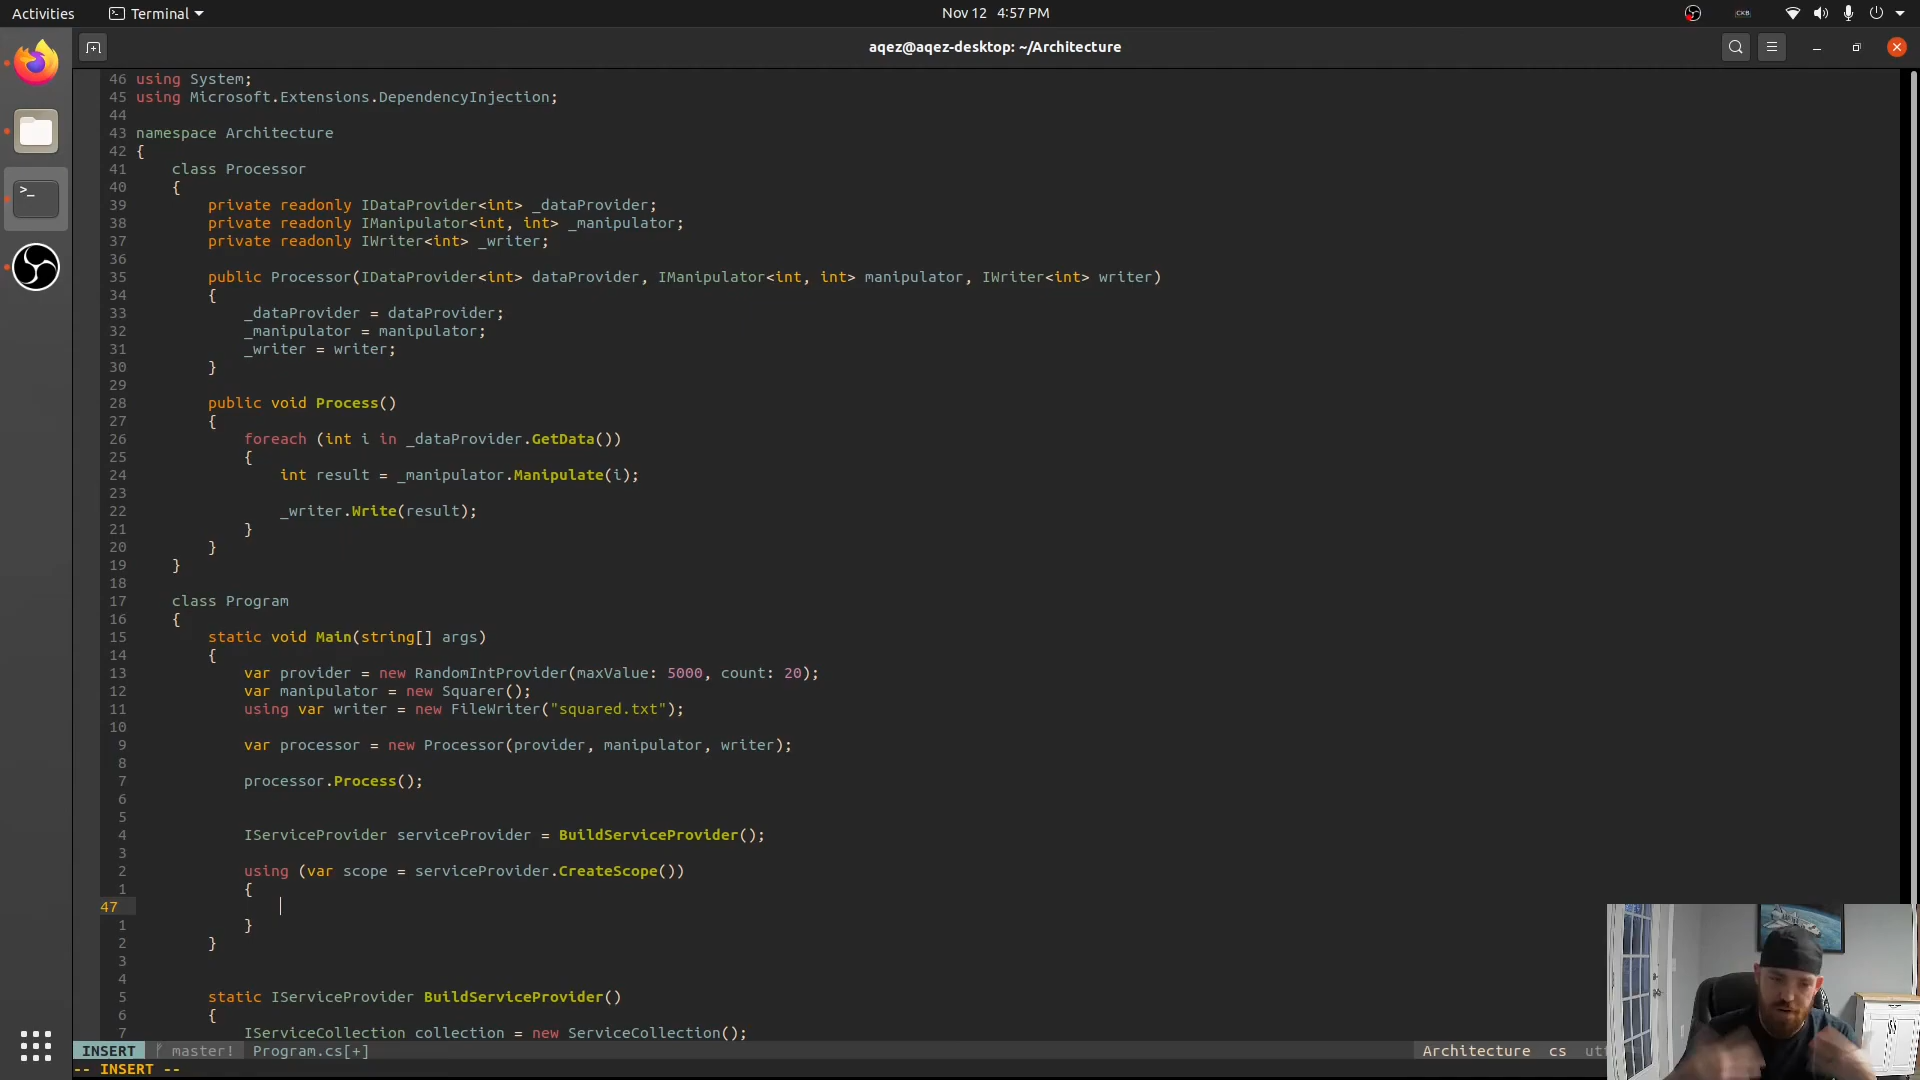 Activities Terminal Nov 12 4:57 PM CKB
aqez@aqez-desktop: ~/Architecture
46 using System;
45 using Microsoft.Extensions.DependencyInjection;
44
43 namespace Architecture
42 {
41 class Processor
40 {
39 private readonly IDataProvider<int> _dataProvider;
38 private readonly IManipulator<int, int> _manipulator;
37 private readonly IWriter<int> _writer;
36
35 public Processor(IDataProvider<int> dataProvider, IManipulator<int, int> manipulator, IWriter<int> writer)
34 {
33 _dataProvider = dataProvider;
32 _manipulator = manipulator;
31 _writer = writer;
30 }
29
28 public void Process()
27 {
26 foreach (int i in _dataProvider.GetData())
25 {
24 int result = _manipulator.Manipulate(i);
23
22 _writer.Write(result);
21 }
20 }
19 }
18
17 class Program
16 {
15 static void Main(string[] args)
14 {
13 var provider = new RandomIntProvider(maxValue: 5000, count: 20);
12 var manipulator = new Squarer();
11 using var writer = new FileWriter("squared.txt");
10
9 var processor = new Processor(provider, manipulator, writer);
8
7 processor.Process();
6
5
4 IServiceProvider serviceProvider = BuildServiceProvider();
3
2 using (var scope = serviceProvider.CreateScope())
1 {
47
1 }
2 }
3
4
5 static IServiceProvider BuildServiceProvider()
6 {
7 IServiceCollection collection = new ServiceCollection();
INSERT master! Program.cs[+] Architecture cs
-- INSERT --